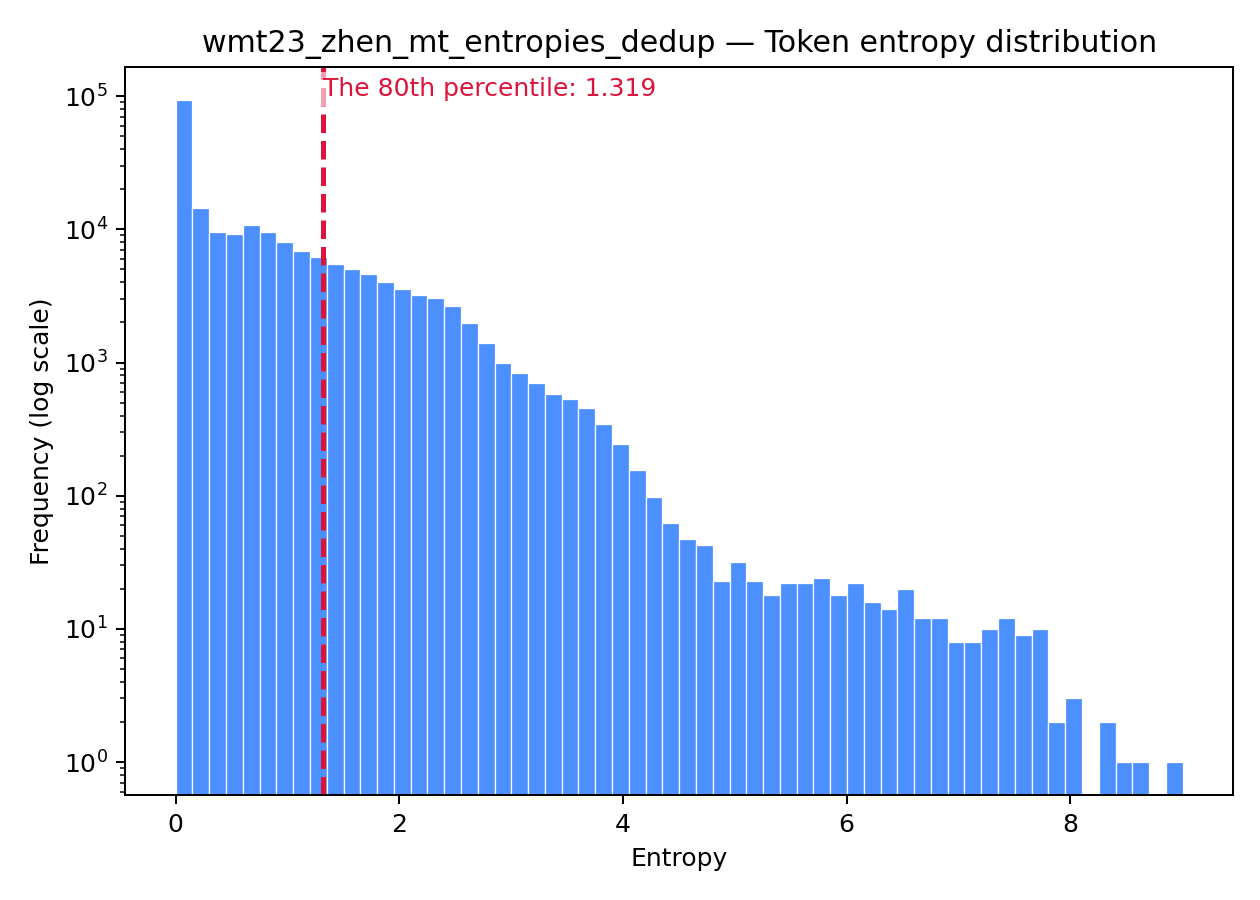 wmt23_zhen_mt_entropies_dedup — Token entropy distribution
The 80th percentile: 1.319
Frequency (log scale)
10⁵
10⁴
10³
10²
10¹
10⁰
0 2 4 6 8
Entropy